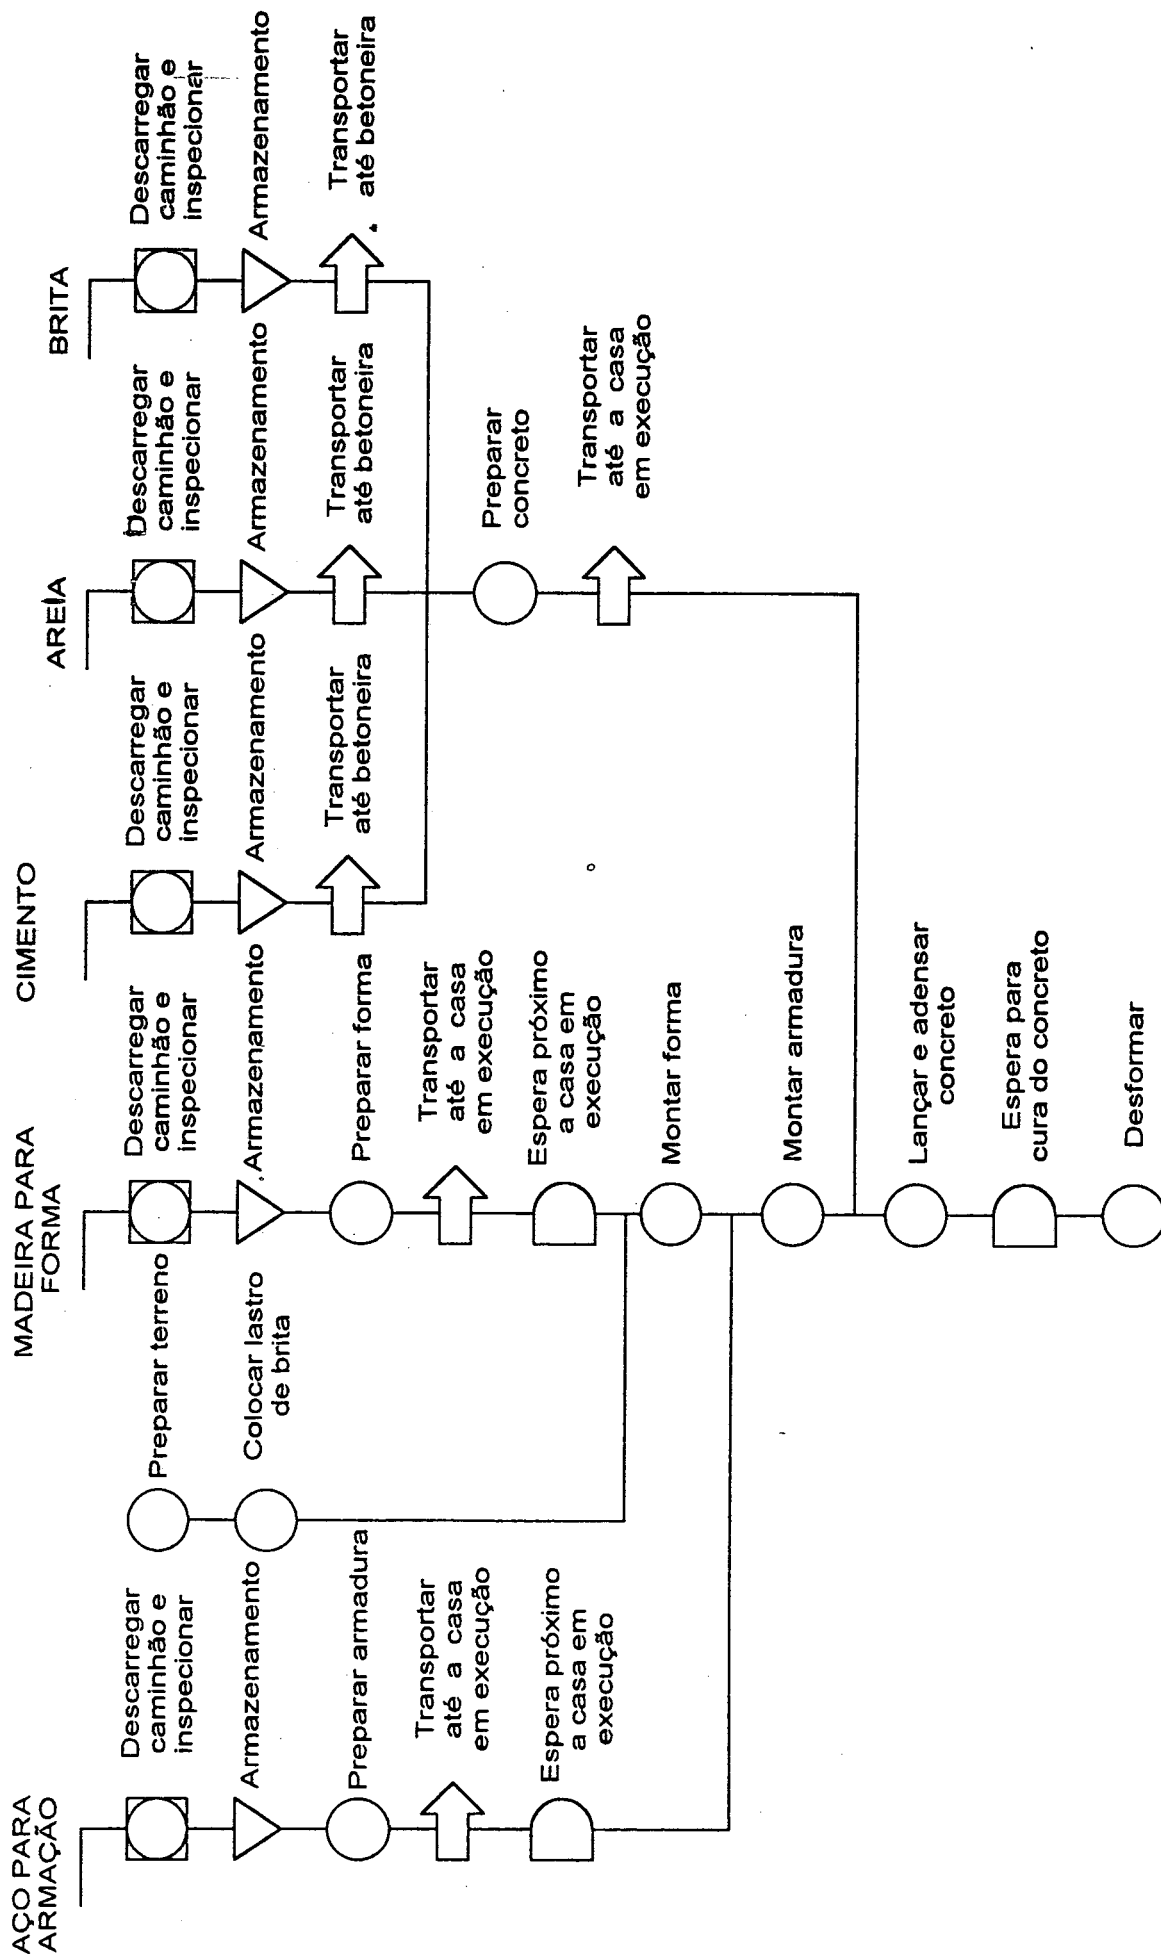 AÇO PARA
ARMAÇÃO
Descarregar
caminhão e
inspecionar
Armazenamento
Preparar armadura
Transportar
até a casa
em execução
Espera próximo
a casa em
execução
Preparar terreno
Colocar lastro
de brita
MADEIRA PARA
FORMA
Descarregar
caminhão e
inspecionar
Armazenamento
Preparar forma
Transportar
até a casa
em execução
Espera próximo
a casa em
execução
Montar forma
Montar armadura
Lançar e adensar
concreto
Espera para
cura do concreto
Desformar
CIMENTO
Descarregar
caminhão e
inspecionar
Armazenamento
Transportar
até betoneira
AREIA
Descarregar
caminhão e
inspecionar
Armazenamento
Transportar
até betoneira
Preparar
concreto
Transportar
até a casa
em execução
BRITA
Descarregar
caminhão e
inspecionar
Armazenamento
Transportar
até betoneira